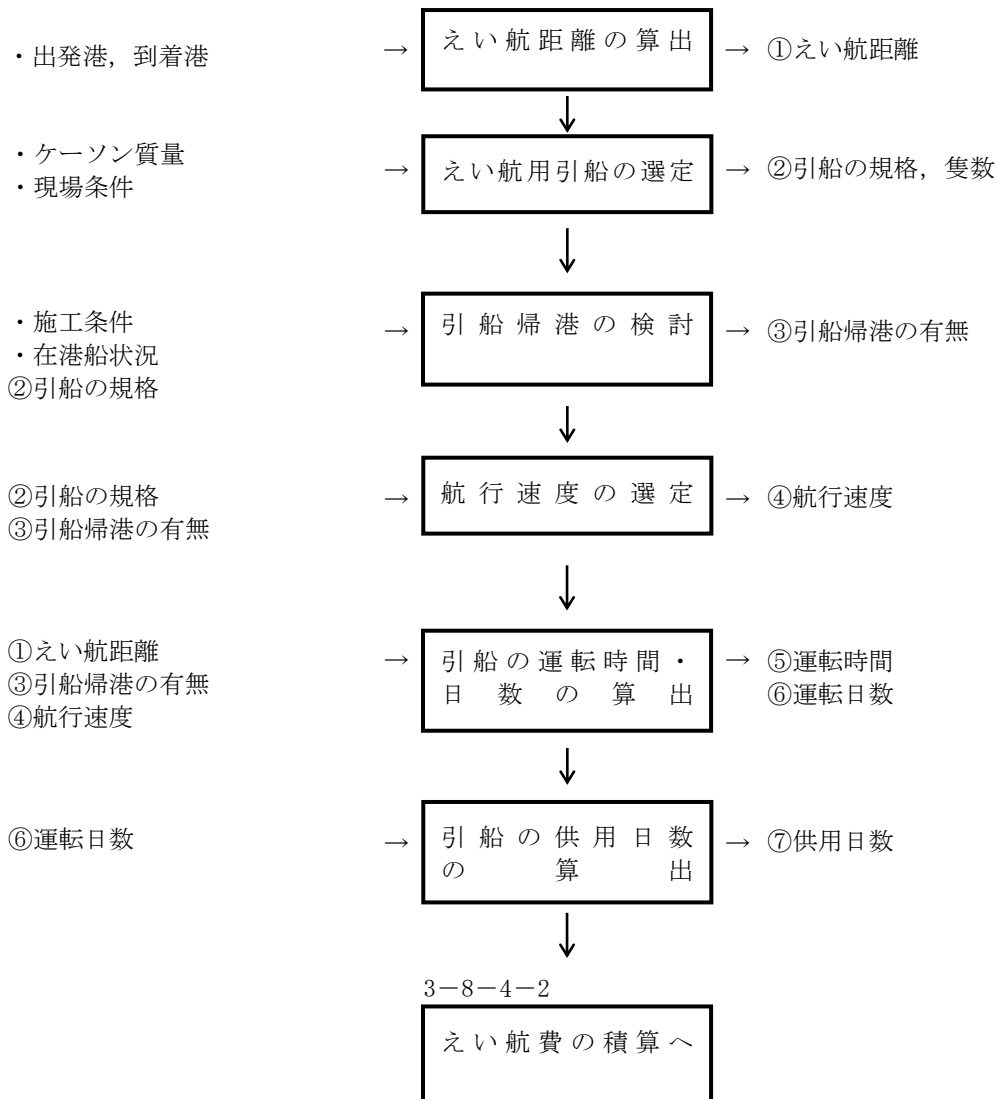 ・出発港，到着港 → えい航距離の算出 → ①えい航距離
↓
・ケーソン質量
・現場条件 → えい航用引船の選定 → ②引船の規格，隻数
↓
・施工条件 → 引船帰港の検討 → ③引船帰港の有無
・在港船状況
②引船の規格
↓
②引船の規格 → 航行速度の選定 → ④航行速度
③引船帰港の有無
↓
①えい航距離 → 引船の運転時間・ → ⑤運転時間
③引船帰港の有無 日数の算出 ⑥運転日数
④航行速度
↓
⑥運転日数 → 引船の供用日数 → ⑦供用日数
の算出
↓
3－8－4－2
えい航費の積算へ